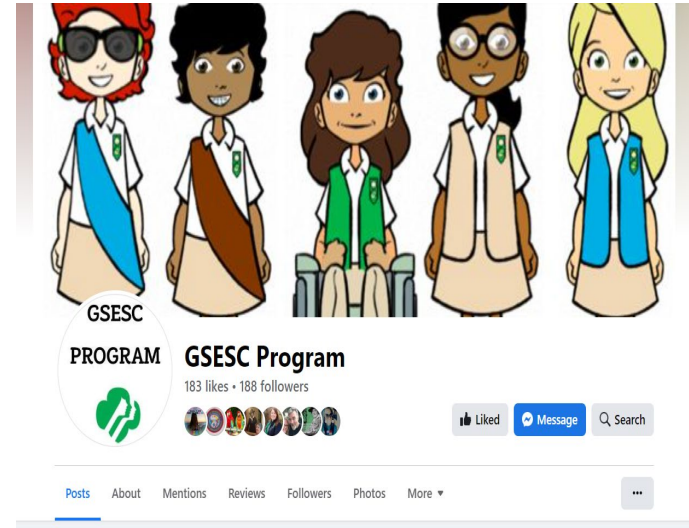 GSESC
PROGRAM
GSESC Program
183 likes • 188 followers
Liked
Message
Search
Posts
About
Mentions
Reviews
Followers
Photos
More